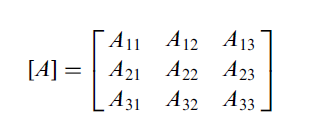 A₁₁ A₁₂ A₁₃
[A] = A₂₁ A₂₂ A₂₃
A₃₁ A₃₂ A₃₃